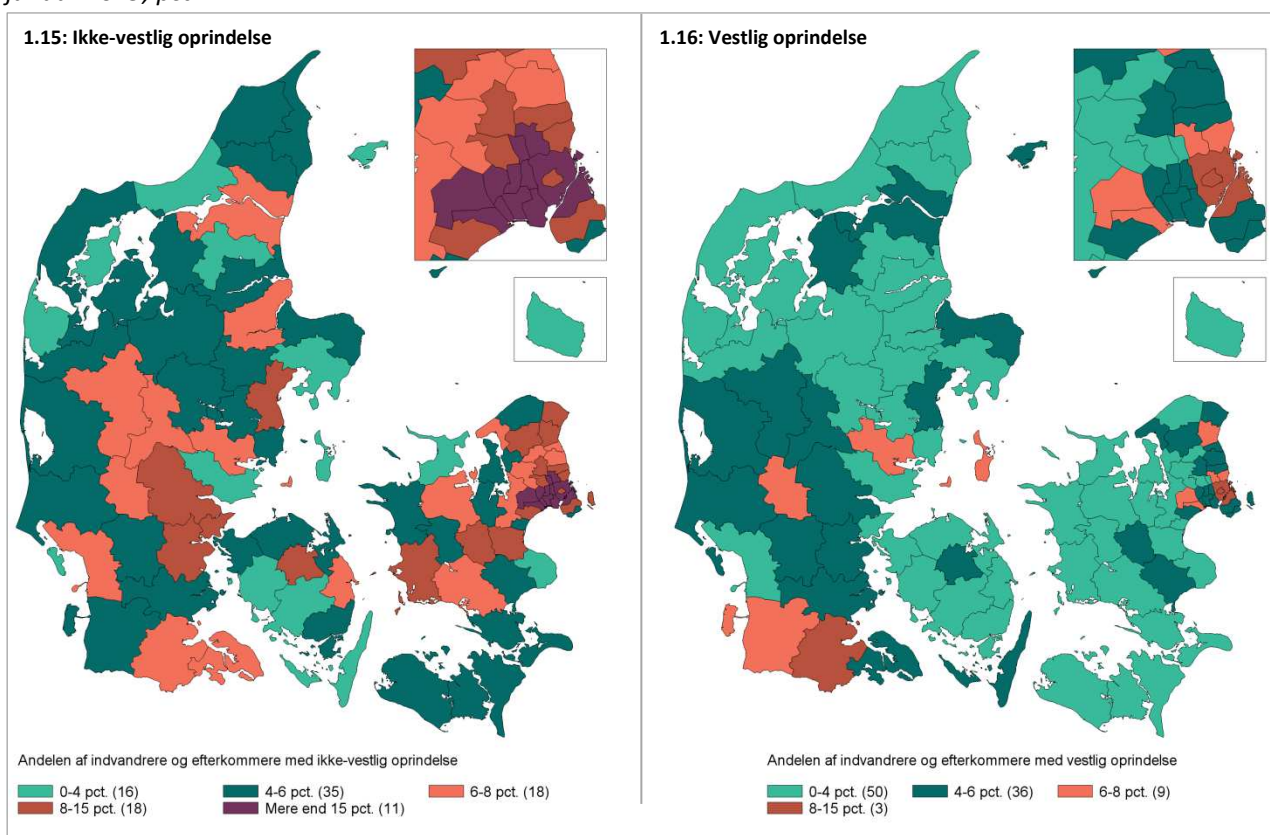 1.15: Ikke-vestlig oprindelse
1.16: Vestlig oprindelse
Andelen af indvandrere og efterkommere med ikke-vestlig oprindelse
0-4 pct. (16)
4-6 pct. (35)
6-8 pct. (18)
8-15 pct. (18)
Mere end 15 pct. (11)
Andelen af indvandrere og efterkommere med vestlig oprindelse
0-4 pct. (50)
4-6 pct. (36)
6-8 pct. (9)
8-15 pct. (3)